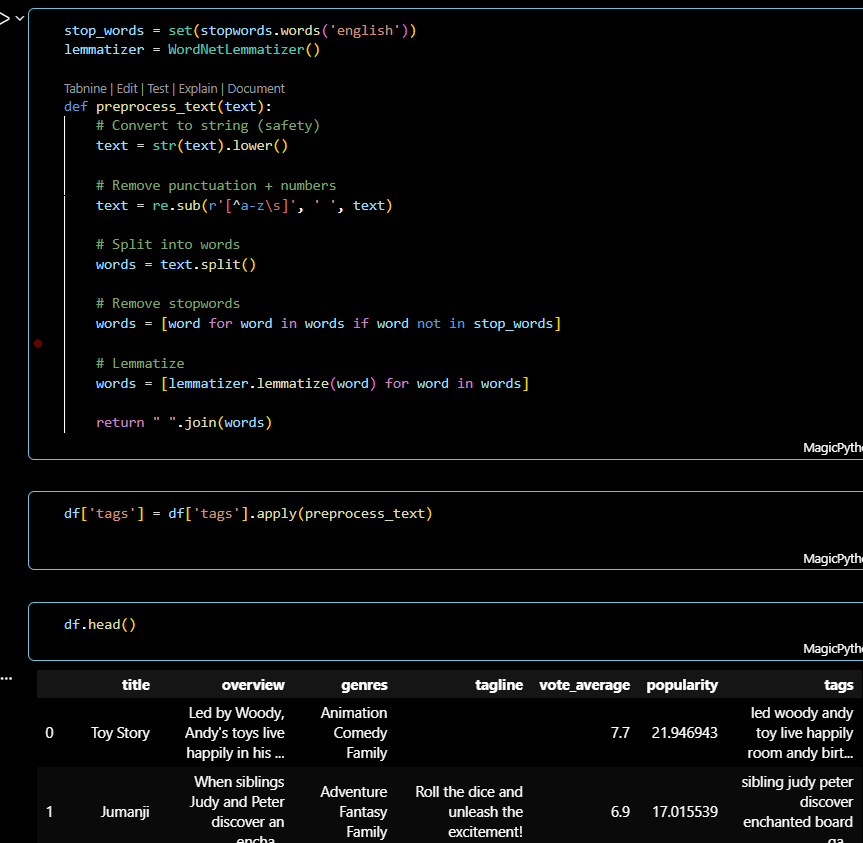 stop_words = set(stopwords.words('english'))
lemmatizer = WordNetLemmatizer()
Tabnine | Edit | Test | Explain | Document
def preprocess_text(text):
# Convert to string (safety)
text = str(text).lower()
# Remove punctuation + numbers
text = re.sub(r'[^a-z\s]', ' ', text)
# Split into words
words = text.split()
# Remove stopwords
words = [word for word in words if word not in stop_words]
# Lemmatize
words = [lemmatizer.lemmatize(word) for word in words]
return " ".join(words)
MagicPyth
df['tags'] = df['tags'].apply(preprocess_text)
MagicPyth
df.head()
MagicPyth
...
title overview genres tagline vote_average popularity tags
Led by Woody, Animation led woody andy
0 Toy Story Andy's toys live Comedy 7.7 21.946943 toy live happily
happily in his ... Family room andy birt...
When siblings sibling judy peter
Judy and Peter Adventure Roll the dice and discover
1 Jumanji discover an Fantasy unleash the 6.9 17.015539 enchanted board
encha... Family excitement! ga...